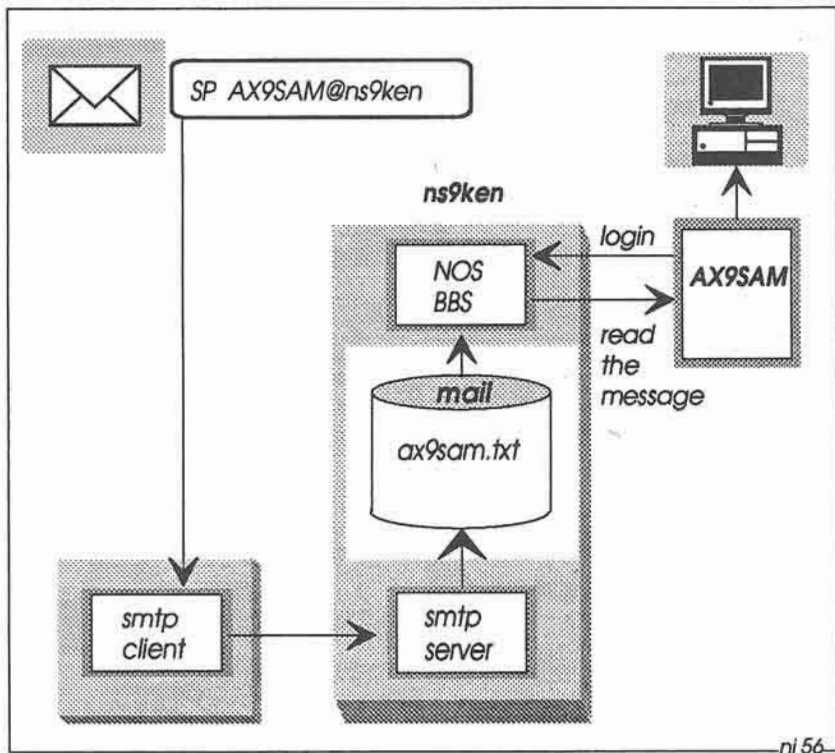 SP AX9SAM@ns9ken
ns9ken
NOS
BBS
login
AX9SAM
read
the
message
mail
ax9sam.txt
smtp
client
smtp
server
ni 56